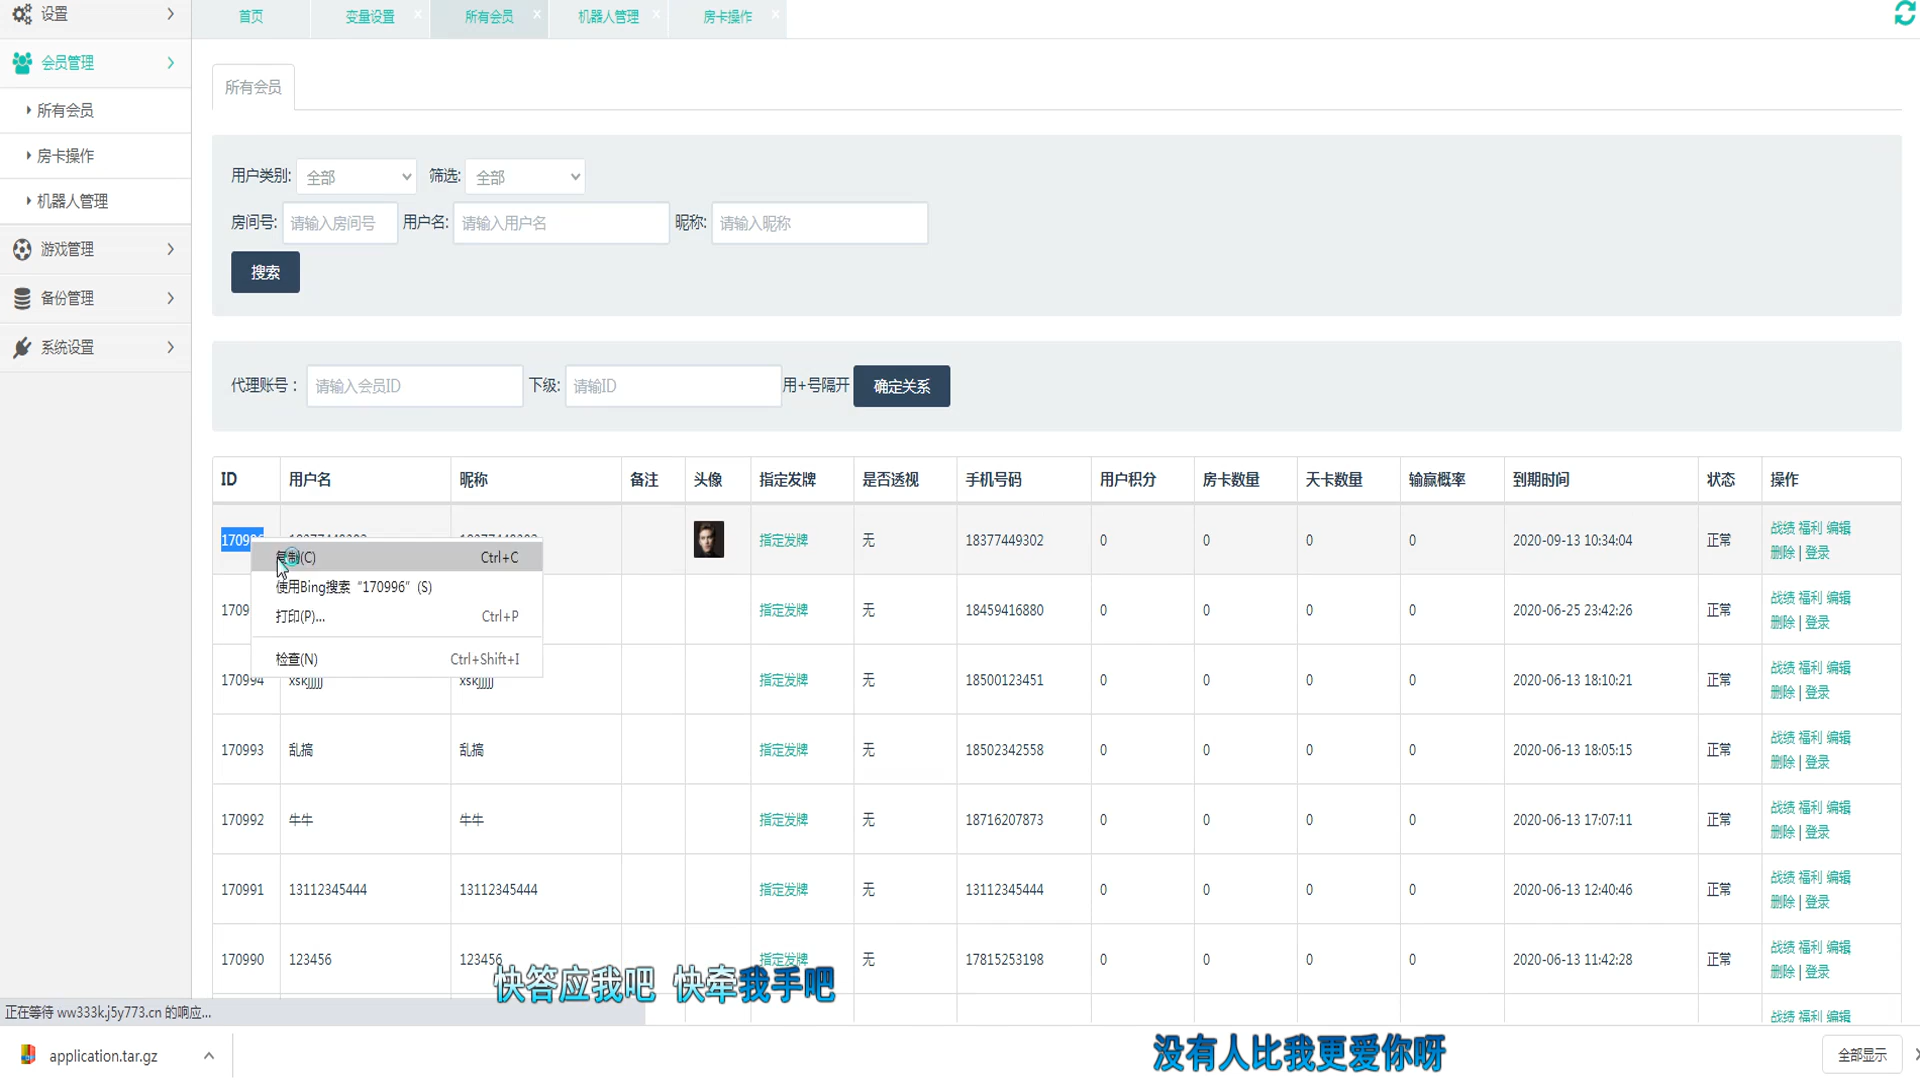 设置
首页
变量设置
所有会员
机器人管理
房卡操作
会员管理
所有会员
房卡操作
机器人管理
游戏管理
备份管理
系统设置
所有会员
用户类别: 全部 筛选: 全部
房间号: 请输入房间号 用户名: 请输入用户名 昵称: 请输入昵称
搜索
代理账号： 请输入会员ID 下级: 请输ID 用+号隔开 确定关系
ID 用户名 昵称 备注 头像 指定发牌 是否透视 手机号码 用户积分 房卡数量 天卡数量 输赢概率 到期时间 状态 操作
指定发牌 无 18377449302 0 0 0 0 2020-09-13 10:34:04 正常 战绩 福利 编辑
删除 | 登录
复制(C) Ctrl+C
使用Bing搜索“170996”(S)
打印(P)... Ctrl+P
检查(N) Ctrl+Shift+I
指定发牌 无 18459416880 0 0 0 0 2020-06-25 23:42:26 正常 战绩 福利 编辑
删除 | 登录
170994 xskjjjjj xskjjjjj 指定发牌 无 18500123451 0 0 0 0 2020-06-13 18:10:21 正常 战绩 福利 编辑
删除 | 登录
170993 乱搞 乱搞 指定发牌 无 18502342558 0 0 0 0 2020-06-13 18:05:15 正常 战绩 福利 编辑
删除 | 登录
170992 牛牛 牛牛 指定发牌 无 18716207873 0 0 0 0 2020-06-13 17:07:11 正常 战绩 福利 编辑
删除 | 登录
170991 13112345444 13112345444 指定发牌 无 13112345444 0 0 0 0 2020-06-13 12:40:46 正常 战绩 福利 编辑
删除 | 登录
170990 123456 123456 指定发牌 无 17815253198 0 0 0 0 2020-06-13 11:42:28 正常 战绩 福利 编辑
删除 | 登录
快答应我吧 快牵我手吧
战绩 福利 编辑
正在等待 ww333k.j5y773.cn 的响应...
application.tar.gz
没有人比我更爱你呀
全部显示